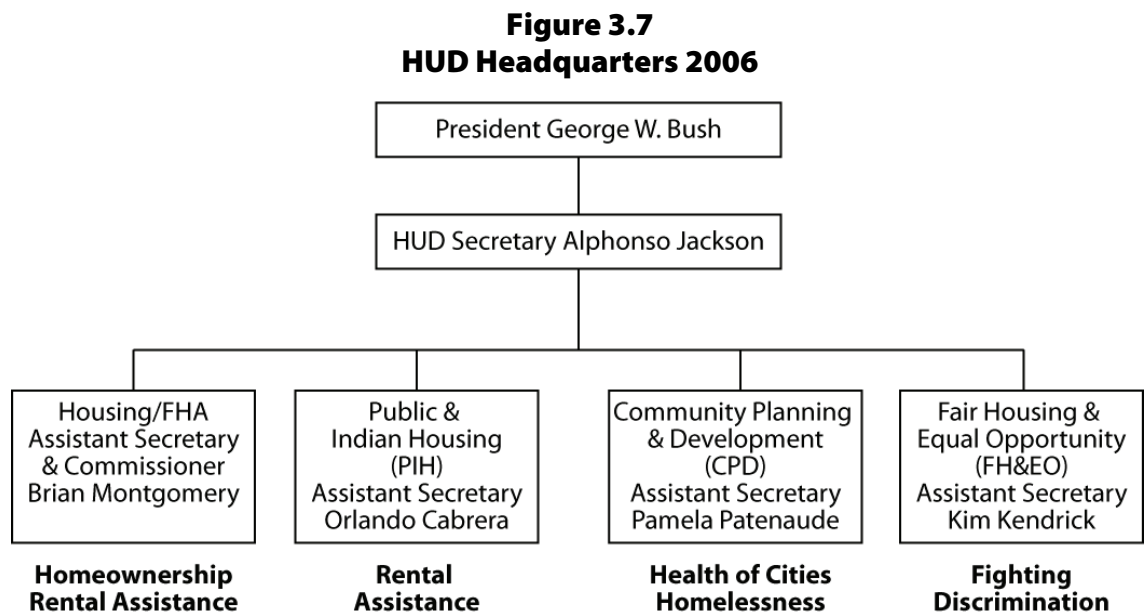 Figure 3.7
HUD Headquarters 2006
President George W. Bush
HUD Secretary Alphonso Jackson
Housing/FHA
Assistant Secretary
& Commissioner
Brian Montgomery
Public &
Indian Housing
(PIH)
Assistant Secretary
Orlando Cabrera
Community Planning
& Development
(CPD)
Assistant Secretary
Pamela Patenaude
Fair Housing &
Equal Opportunity
(FH&EO)
Assistant Secretary
Kim Kendrick
Homeownership
Rental Assistance
Rental
Assistance
Health of Cities
Homelessness
Fighting
Discrimination